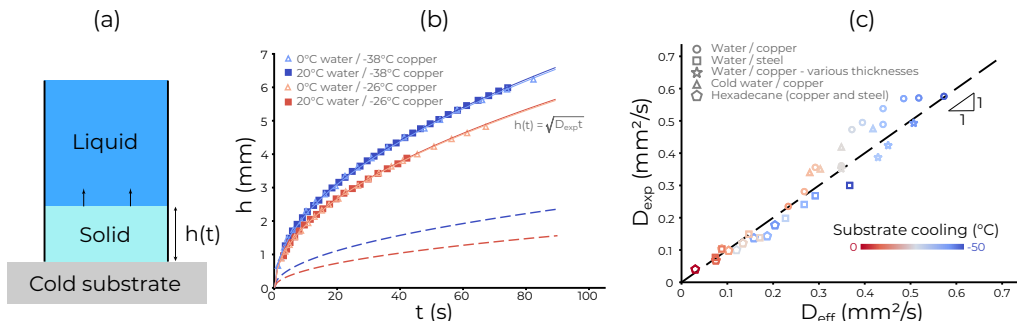 (a)
Liquid
Solid
h(t)
Cold substrate
(b)
h (mm)
7
6
5
4
3
2
1
0
0°C water / -38°C copper
20°C water / -38°C copper
0°C water / -26°C copper
20°C water / -26°C copper
h(t) = √D_exp t
0
20
40
60
80
100
t (s)
(c)
D_exp (mm²/s)
0.7
0.6
0.5
0.4
0.3
0.2
0.1
0
Water / copper
Water / steel
Water / copper - various thicknesses
Cold water / copper
Hexadecane (copper and steel)
1
1
Substrate cooling (°C)
0
-50
0
0.1
0.2
0.3
0.4
0.5
0.6
0.7
D_eff (mm²/s)